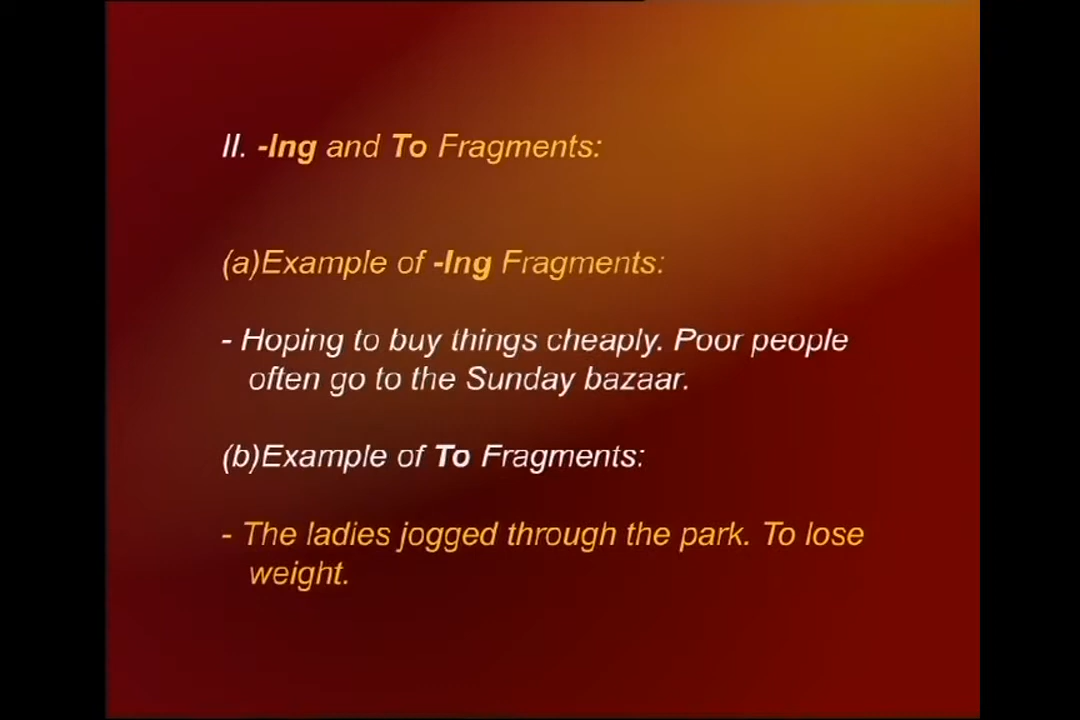 II. -Ing and To Fragments:
(a)Example of -Ing Fragments:
- Hoping to buy things cheaply. Poor people
often go to the Sunday bazaar.
(b)Example of To Fragments:
- The ladies jogged through the park. To lose
weight.